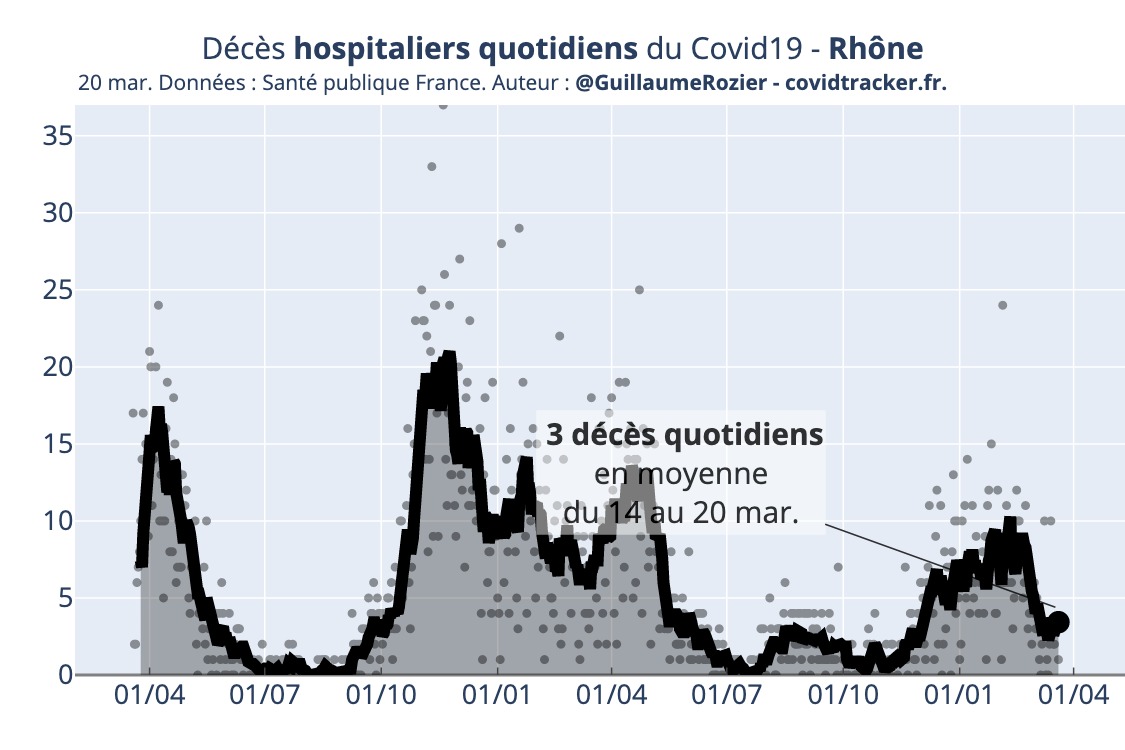 Décès hospitaliers quotidiens du Covid19 - Rhône
20 mar. Données : Santé publique France. Auteur : @GuillaumeRozier - covidtracker.fr.
35
30
25
20
15
10
5
0
3 décès quotidiens
en moyenne
du 14 au 20 mar.
01/04 01/07 01/10 01/01 01/04 01/07 01/10 01/01 01/04